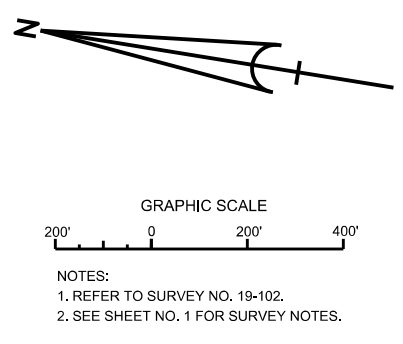 N
GRAPHIC SCALE
200' 0 200' 400'
NOTES:
1. REFER TO SURVEY NO. 19-102.
2. SEE SHEET NO. 1 FOR SURVEY NOTES.